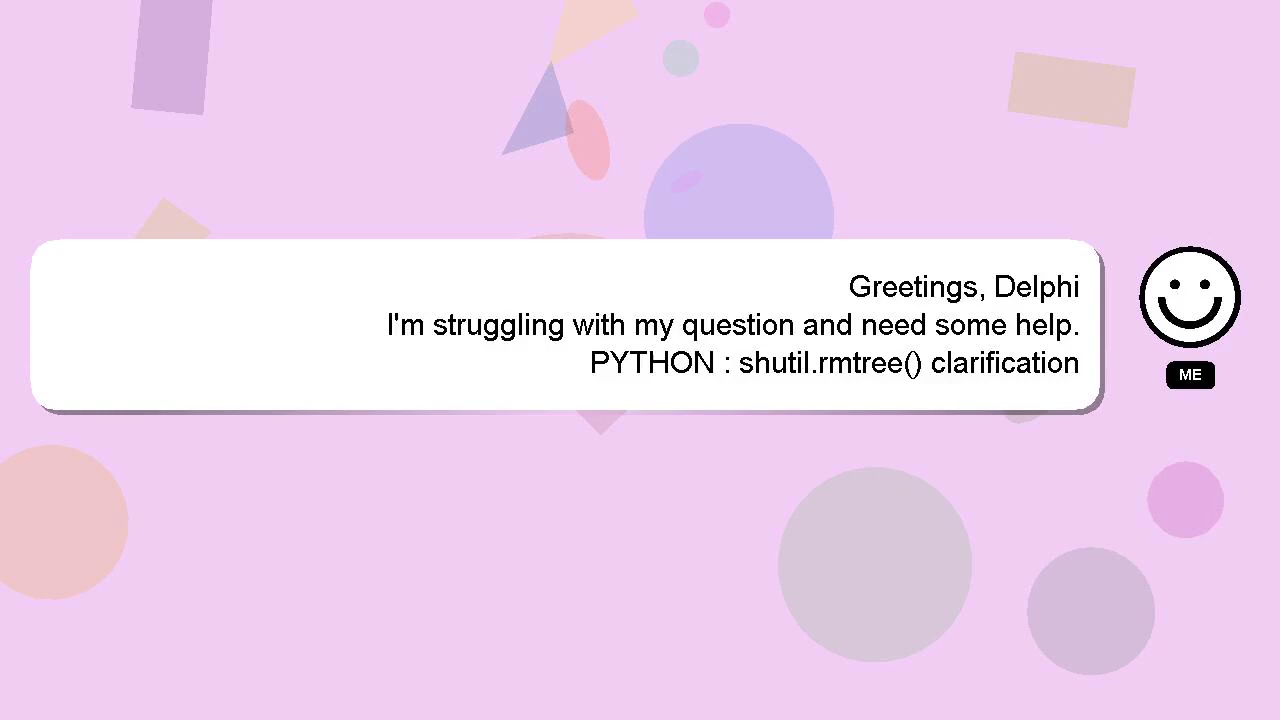 Greetings, Delphi
I'm struggling with my question and need some help.
PYTHON : shutil.rmtree() clarification
ME